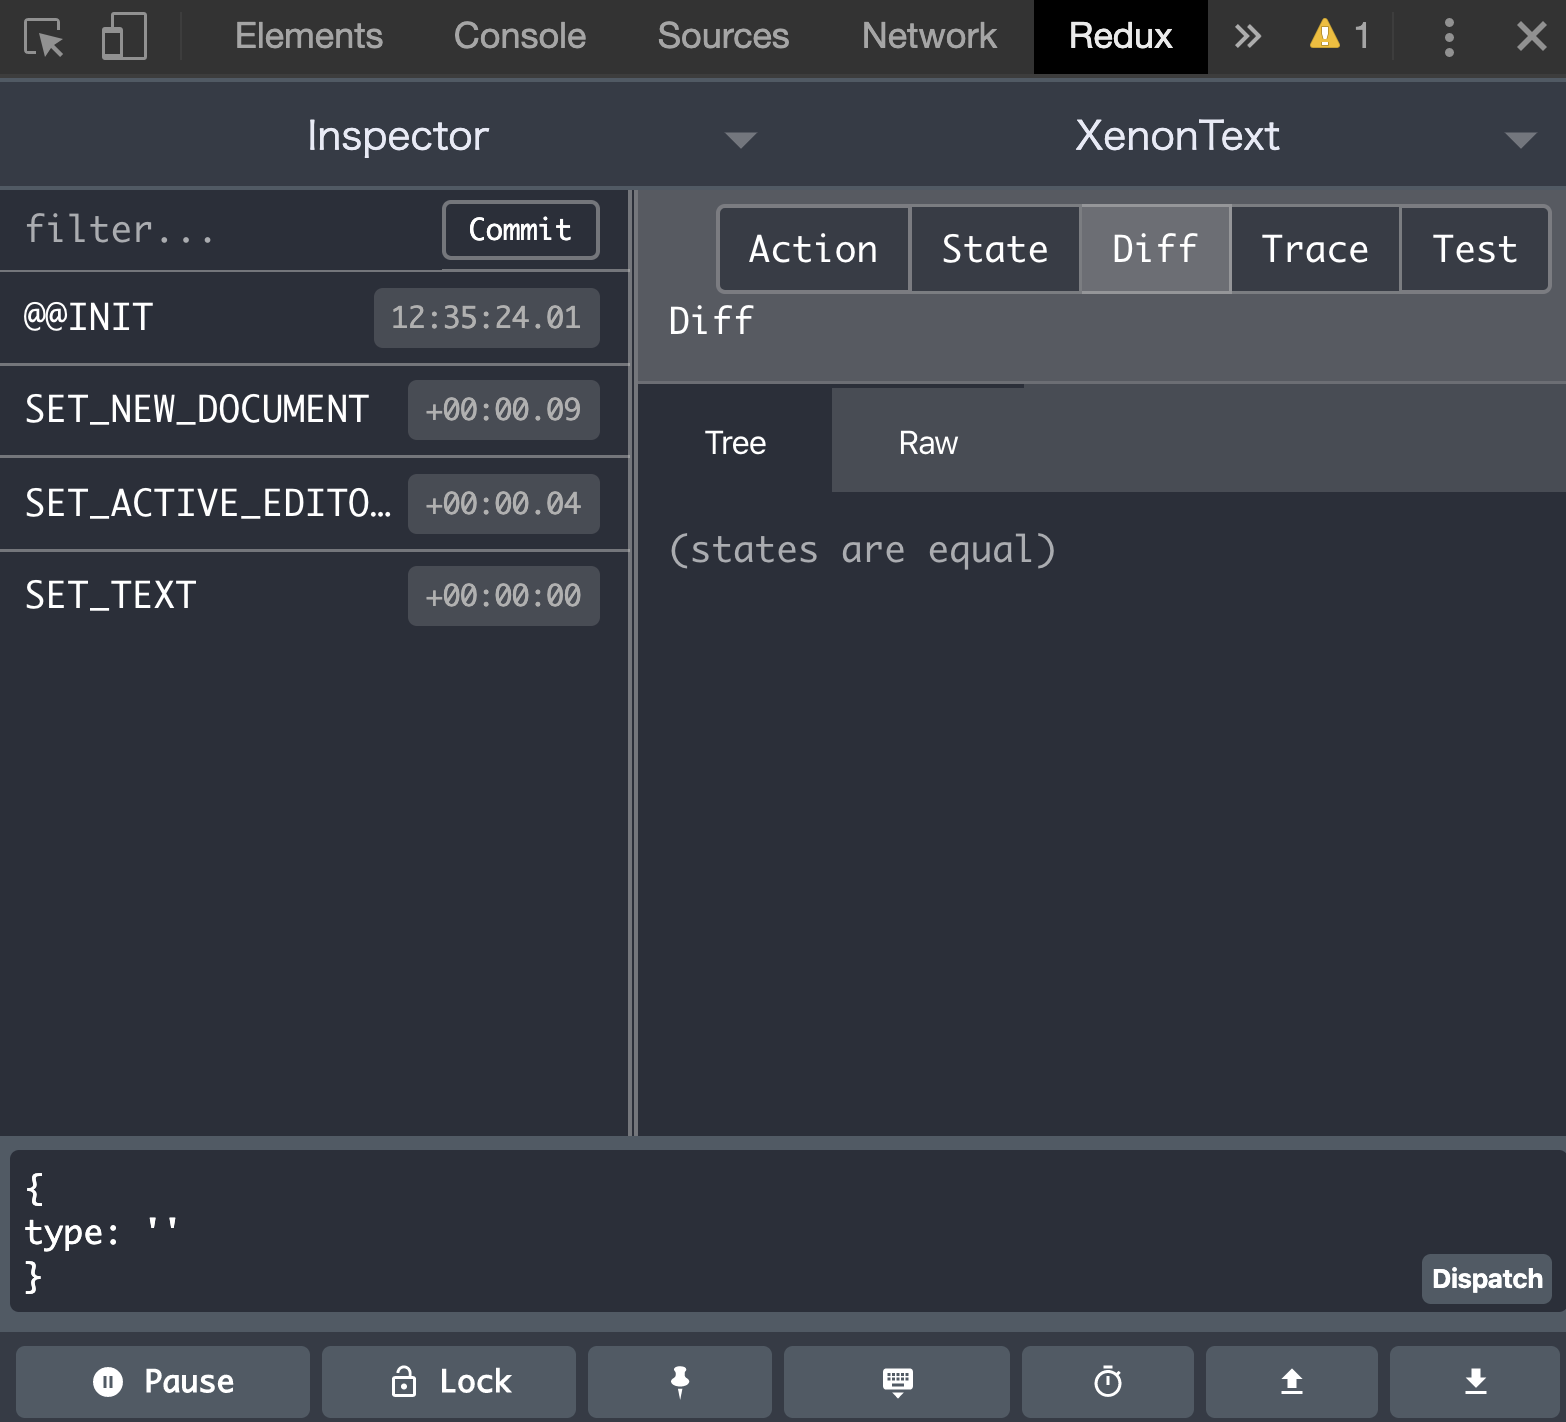 Elements Console Sources Network Redux 1
Inspector XenonText
filter... Commit
Action State Diff Trace Test
Diff
@@INIT 12:35:24.01
SET_NEW_DOCUMENT +00:00.09
SET_ACTIVE_EDITO… +00:00.04
SET_TEXT +00:00:00
Tree Raw
(states are equal)
{
type: ''
}
Dispatch
Pause Lock